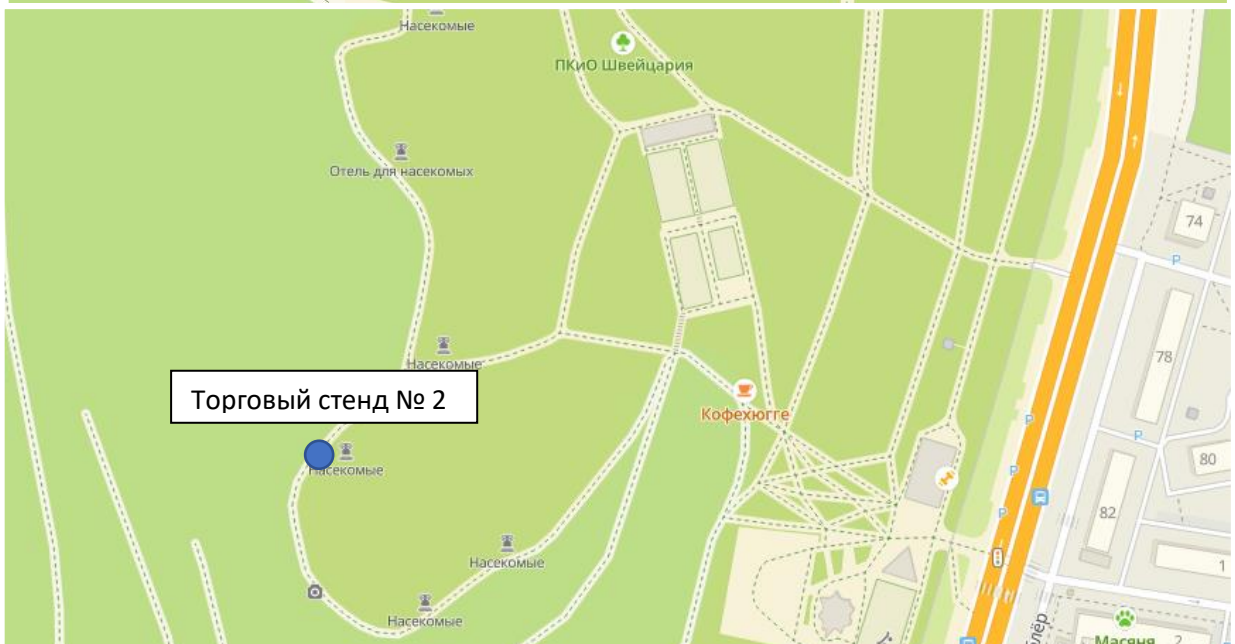 Насекомые
ПКиО Швейцария
Отель для насекомых
74
P
Насекомые
78
Торговый стенд № 2
Кофехюгге
P
P
Насекомые
80
P
82
P
Насекомые
1
Насекомые
Масяня